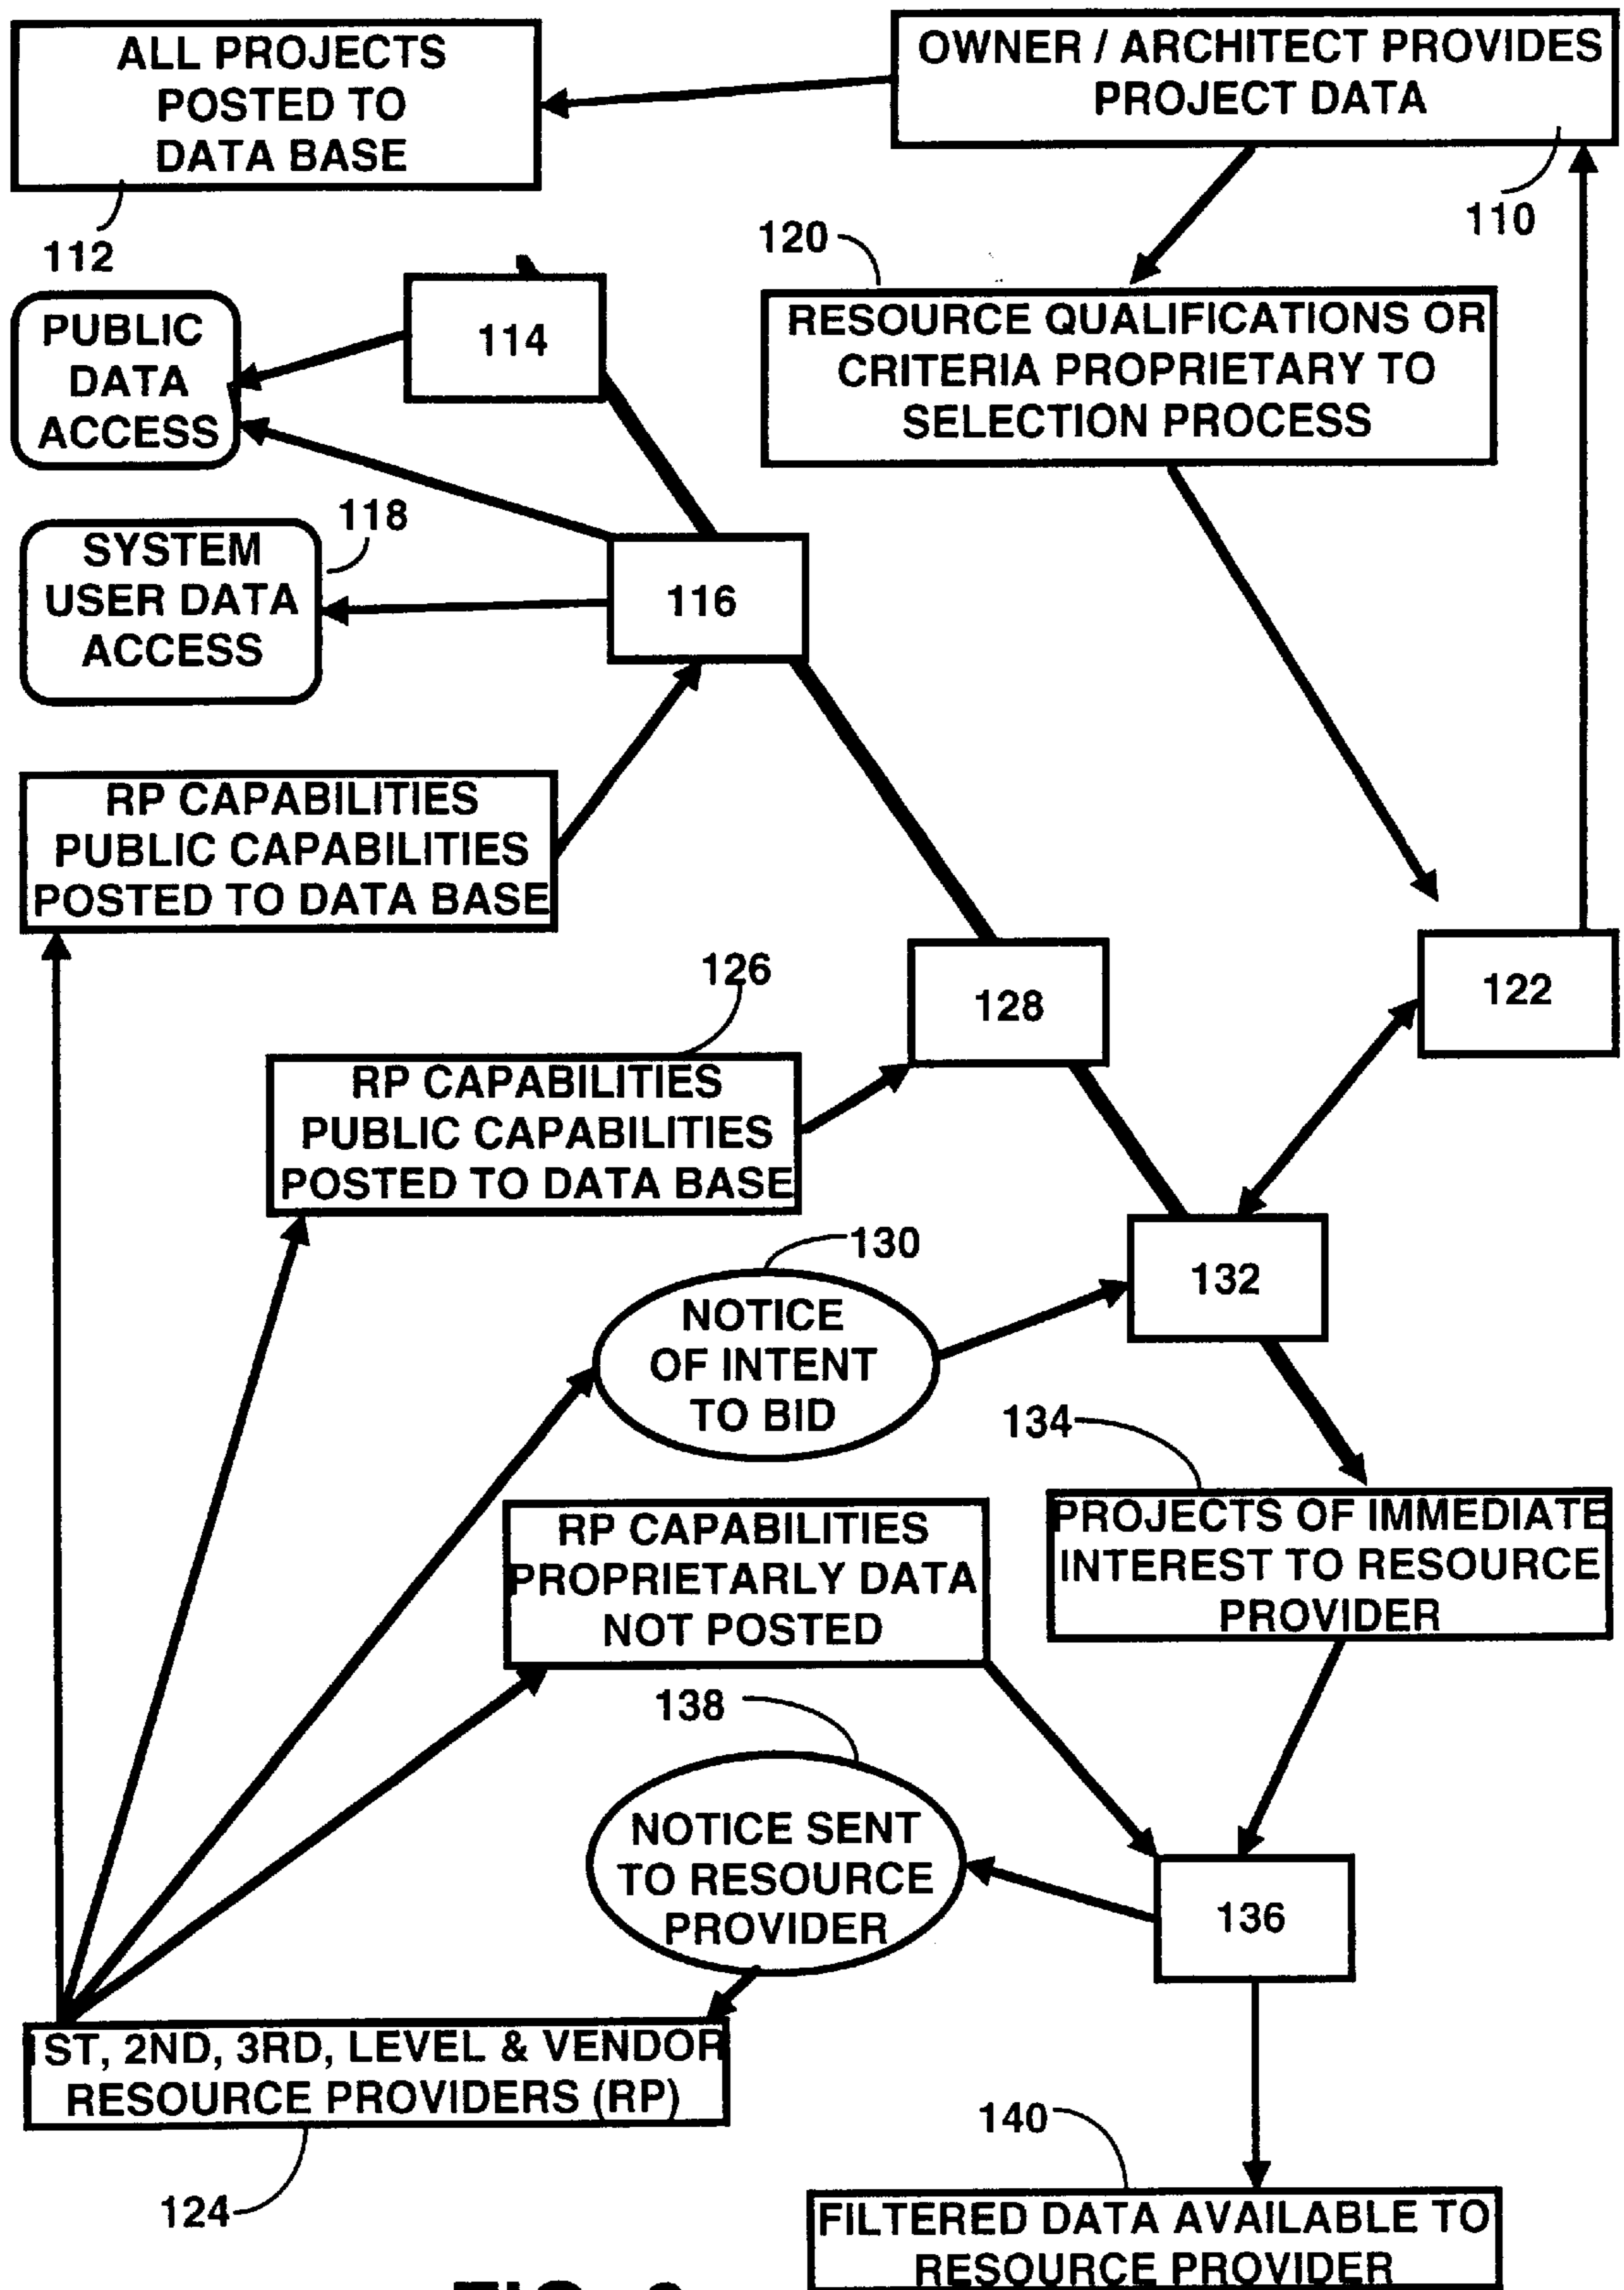 ALL PROJECTS
POSTED TO
DATA BASE
OWNER / ARCHITECT PROVIDES
PROJECT DATA
110
112
120
PUBLIC
DATA
ACCESS
114
RESOURCE QUALIFICATIONS OR
CRITERIA PROPRIETARY TO
SELECTION PROCESS
118
SYSTEM
USER DATA
ACCESS
116
RP CAPABILITIES
PUBLIC CAPABILITIES
POSTED TO DATA BASE
126
128
122
RP CAPABILITIES
PUBLIC CAPABILITIES
POSTED TO DATA BASE
130
132
NOTICE
OF INTENT
TO BID
134
RP CAPABILITIES
PROPRIETARLY DATA
NOT POSTED
PROJECTS OF IMMEDIATE
INTEREST TO RESOURCE
PROVIDER
138
NOTICE SENT
TO RESOURCE
PROVIDER
136
1ST, 2ND, 3RD, LEVEL & VENDOR
RESOURCE PROVIDERS (RP)
140
124
FILTERED DATA AVAILABLE TO
RESOURCE PROVIDER